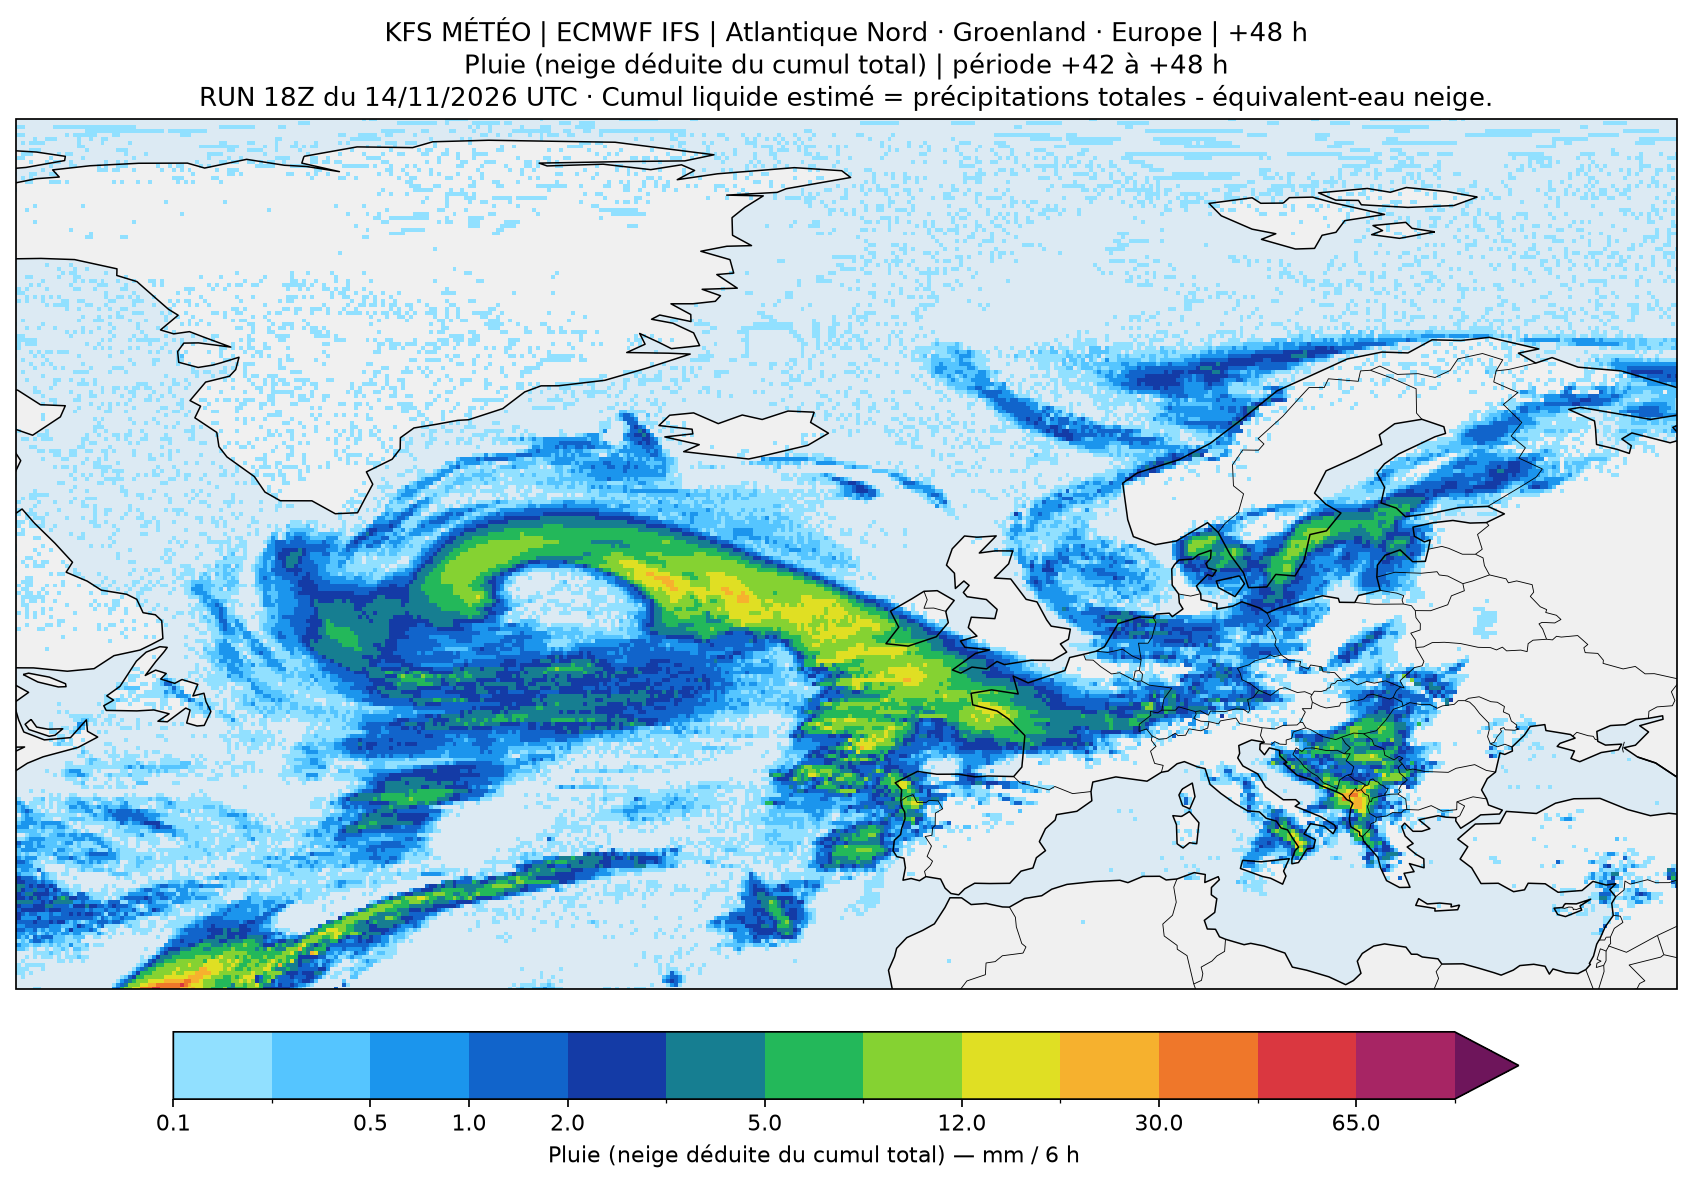 KFS MÉTÉO | ECMWF IFS | Atlantique Nord · Groenland · Europe | +48 h
Pluie (neige déduite du cumul total) | période +42 à +48 h
RUN 18Z du 14/11/2026 UTC · Cumul liquide estimé = précipitations totales - équivalent-eau neige.
0.1 0.5 1.0 2.0 5.0 12.0 30.0 65.0
Pluie (neige déduite du cumul total) — mm / 6 h